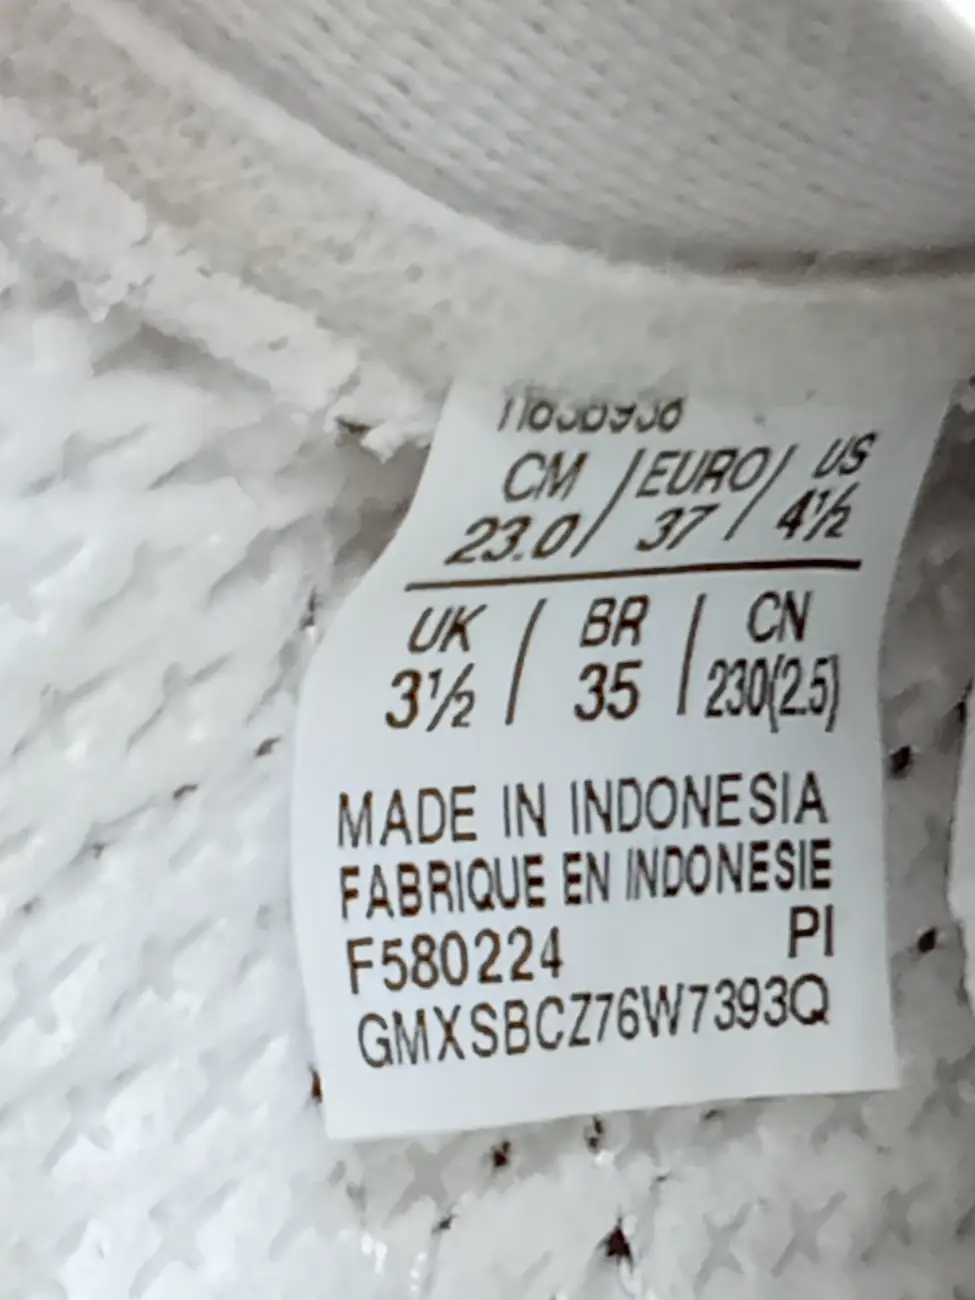 CM / EURO / US
23.0 / 37 / 4½
UK / BR / CN
3½ / 35 / 230(2.5)
MADE IN INDONESIA
FABRIQUE EN INDONESIE
F580224 PI
GMXSBCZ76W7393Q